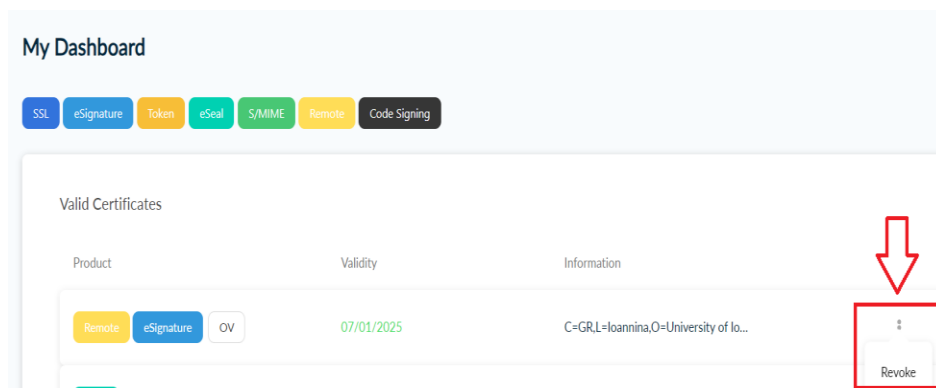 My Dashboard
SSL eSignature Token eSeal S/MIME Remote Code Signing
Valid Certificates
Product Validity Information
Remote eSignature OV 07/01/2025 C=GR,L=Ioannina,O=University of Io...
Revoke